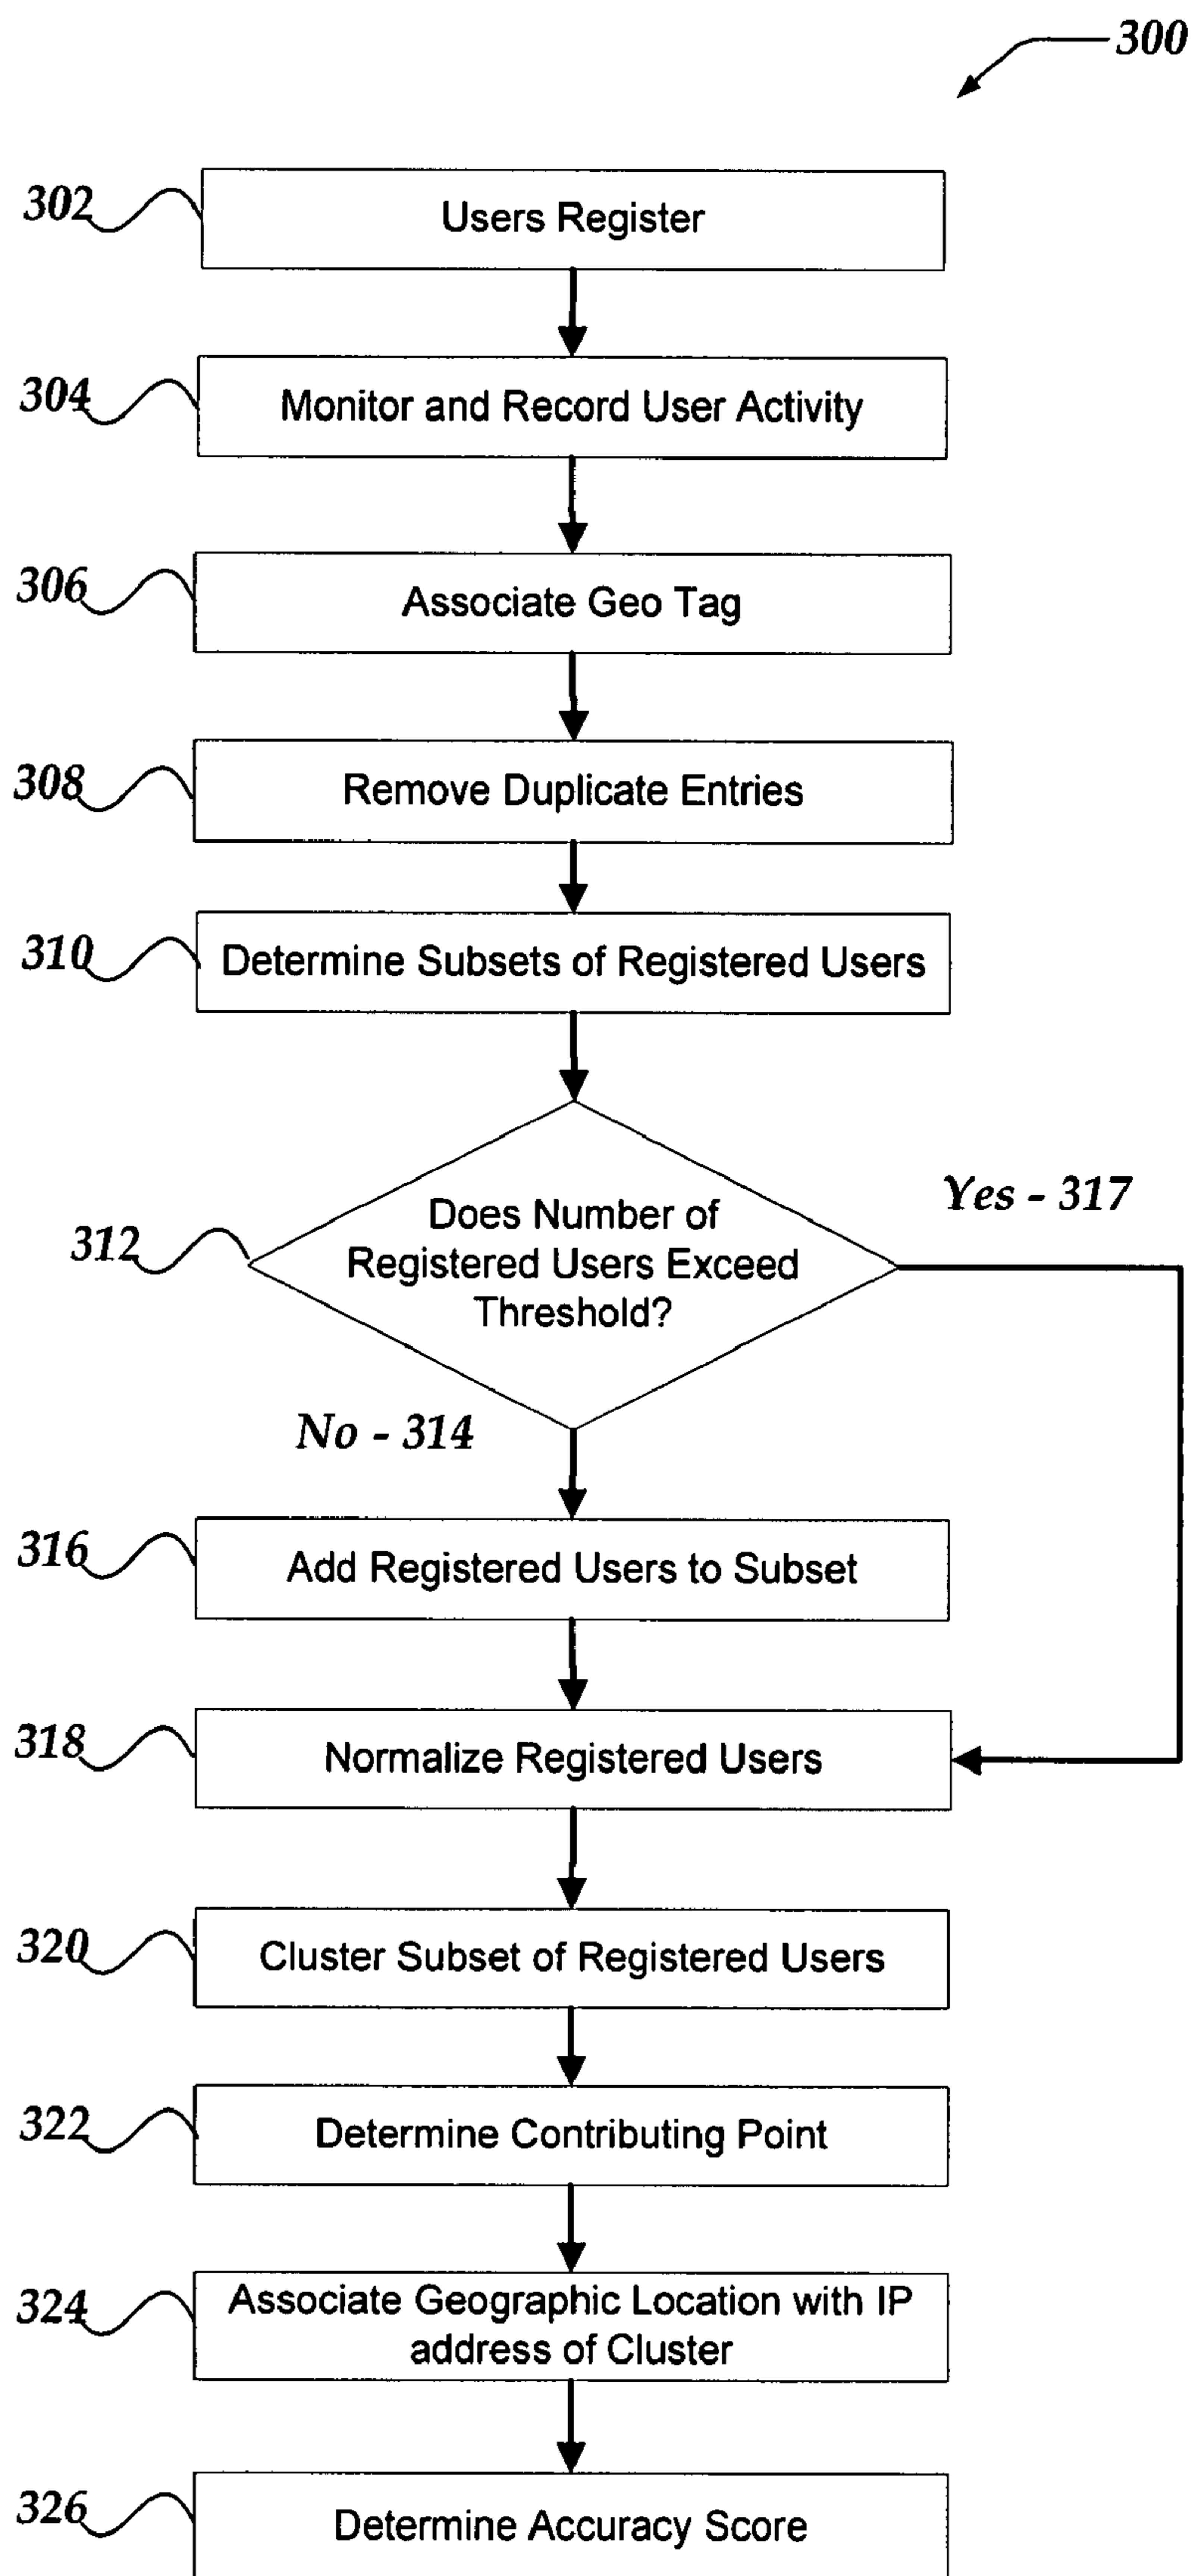 300
302
Users Register
304
Monitor and Record User Activity
306
Associate Geo Tag
308
Remove Duplicate Entries
310
Determine Subsets of Registered Users
312
Does Number of
Registered Users Exceed
Threshold?
Yes - 317
No - 314
316
Add Registered Users to Subset
318
Normalize Registered Users
320
Cluster Subset of Registered Users
322
Determine Contributing Point
324
Associate Geographic Location with IP
address of Cluster
326
Determine Accuracy Score